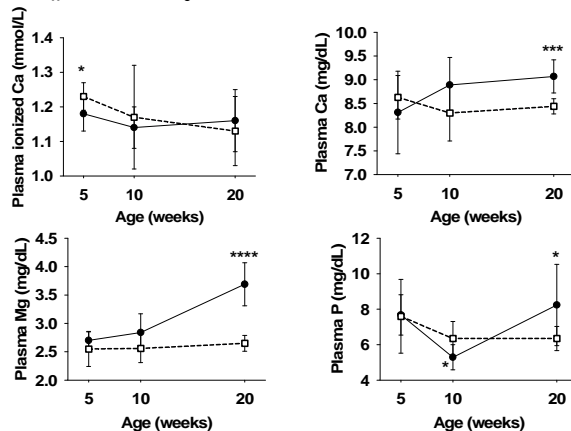 Plasma ionized Ca (mmol/L)
1.4
1.3
1.2
1.1
1.0
*
5 10 20
Age (weeks)
Plasma Ca (mg/dL)
10.0
9.5
9.0
8.5
8.0
7.5
7.0
***
5 10 20
Age (weeks)
Plasma Mg (mg/dL)
4.5
4.0
3.5
3.0
2.5
2.0
****
5 10 20
Age (weeks)
Plasma P (mg/dL)
12
10
8
6
4
*
*
5 10 20
Age (weeks)